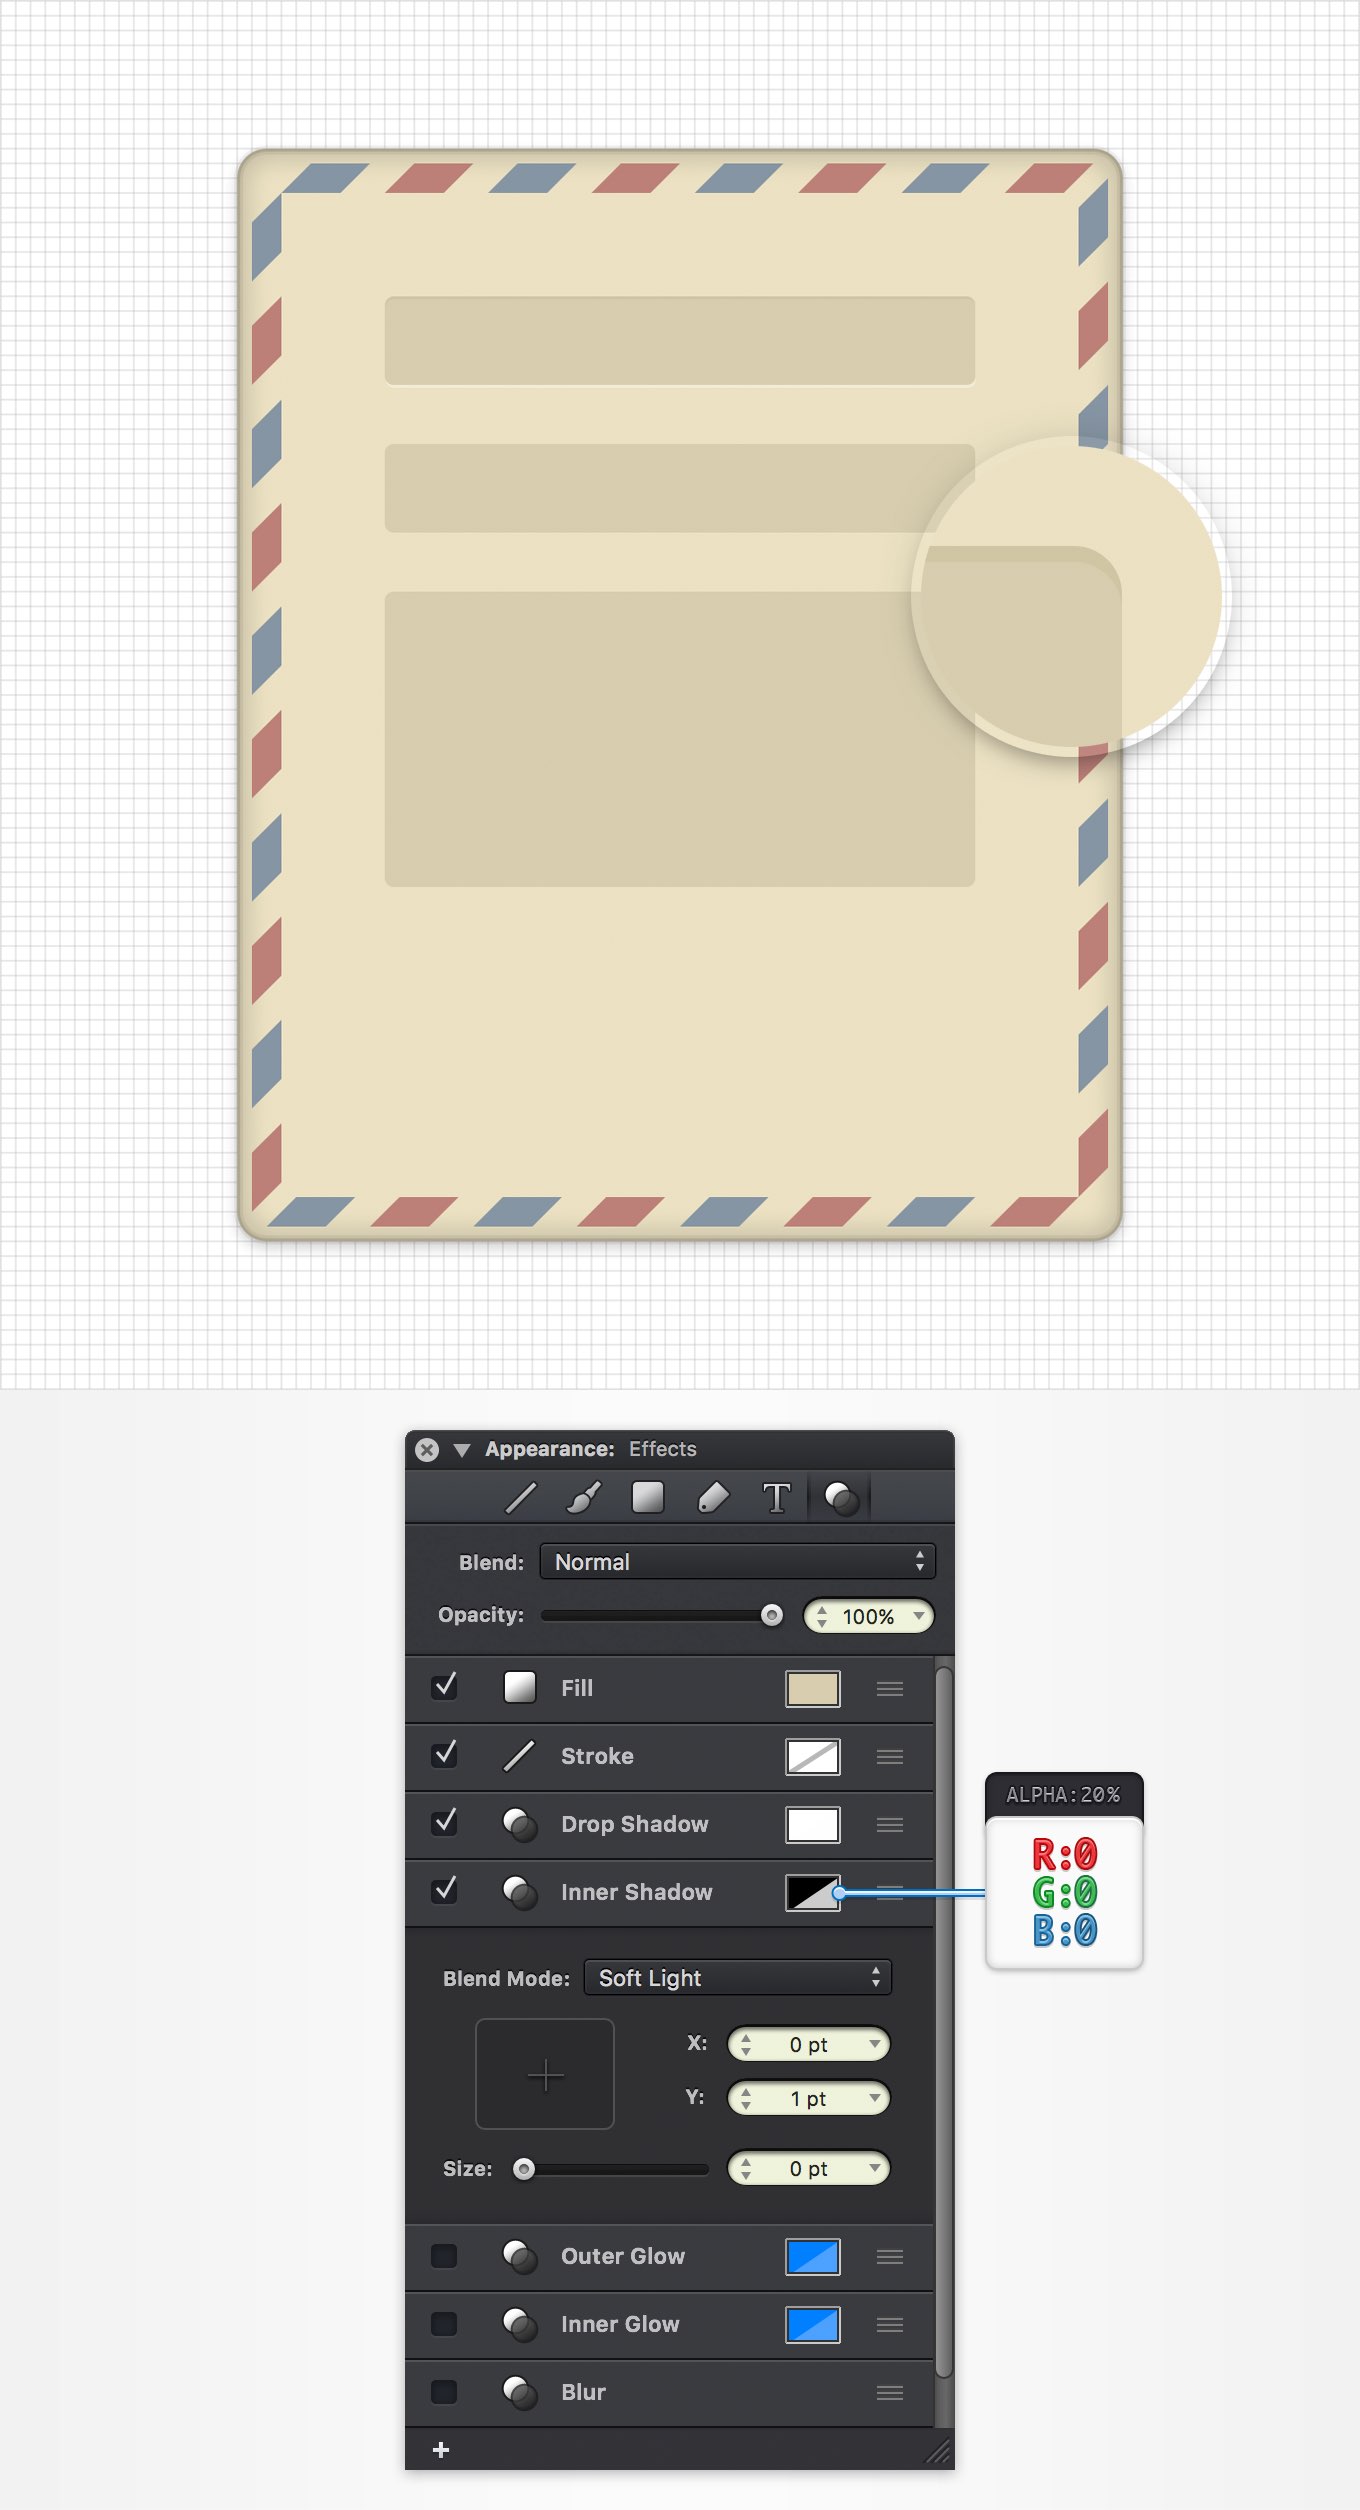 Appearance: Effects
Blend: Normal
Opacity: 100%
Fill
Stroke
Drop Shadow
Inner Shadow
ALPHA:20%
R:0
G:0
B:0
Blend Mode: Soft Light
X: 0 pt
Y: 1 pt
Size: 0 pt
Outer Glow
Inner Glow
Blur